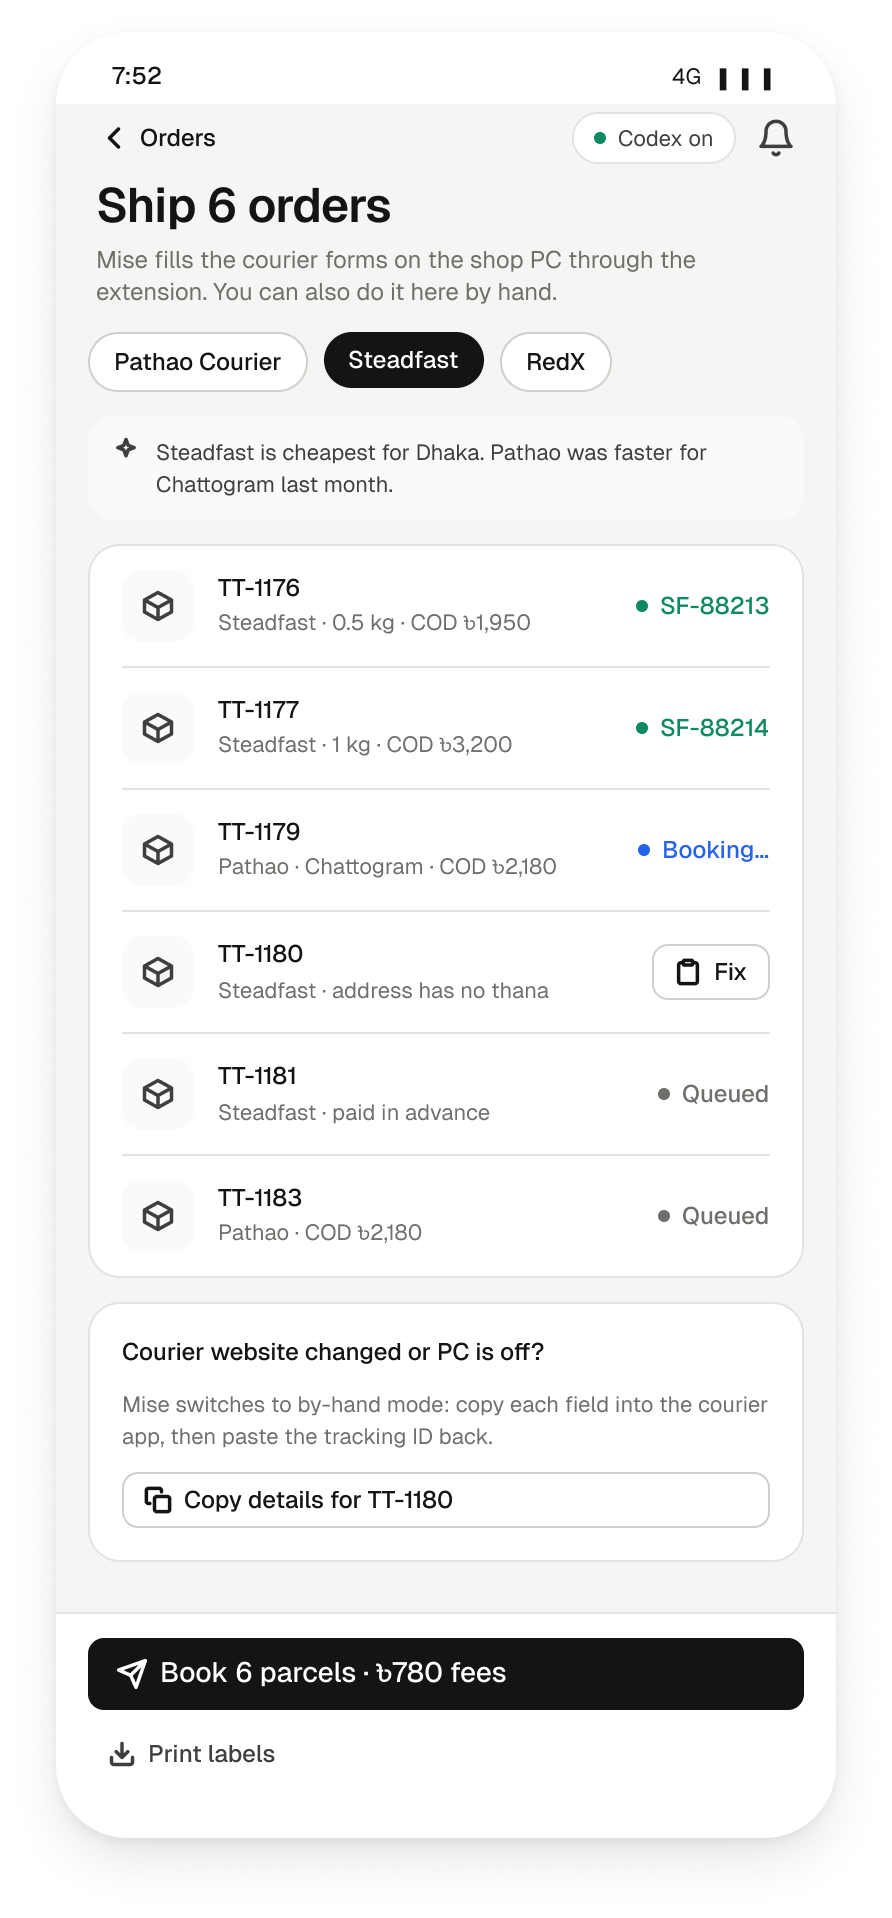 7:52
4G
Orders
Codex on
Ship 6 orders
Mise fills the courier forms on the shop PC through the
extension. You can also do it here by hand.
Pathao Courier
Steadfast
RedX
Steadfast is cheapest for Dhaka. Pathao was faster for
Chattogram last month.
TT-1176
Steadfast · 0.5 kg · COD ৳1,950
SF-88213
TT-1177
Steadfast · 1 kg · COD ৳3,200
SF-88214
TT-1179
Pathao · Chattogram · COD ৳2,180
Booking...
TT-1180
Steadfast · address has no thana
Fix
TT-1181
Steadfast · paid in advance
Queued
TT-1183
Pathao · COD ৳2,180
Queued
Courier website changed or PC is off?
Mise switches to by-hand mode: copy each field into the courier
app, then paste the tracking ID back.
Copy details for TT-1180
Book 6 parcels · ৳780 fees
Print labels